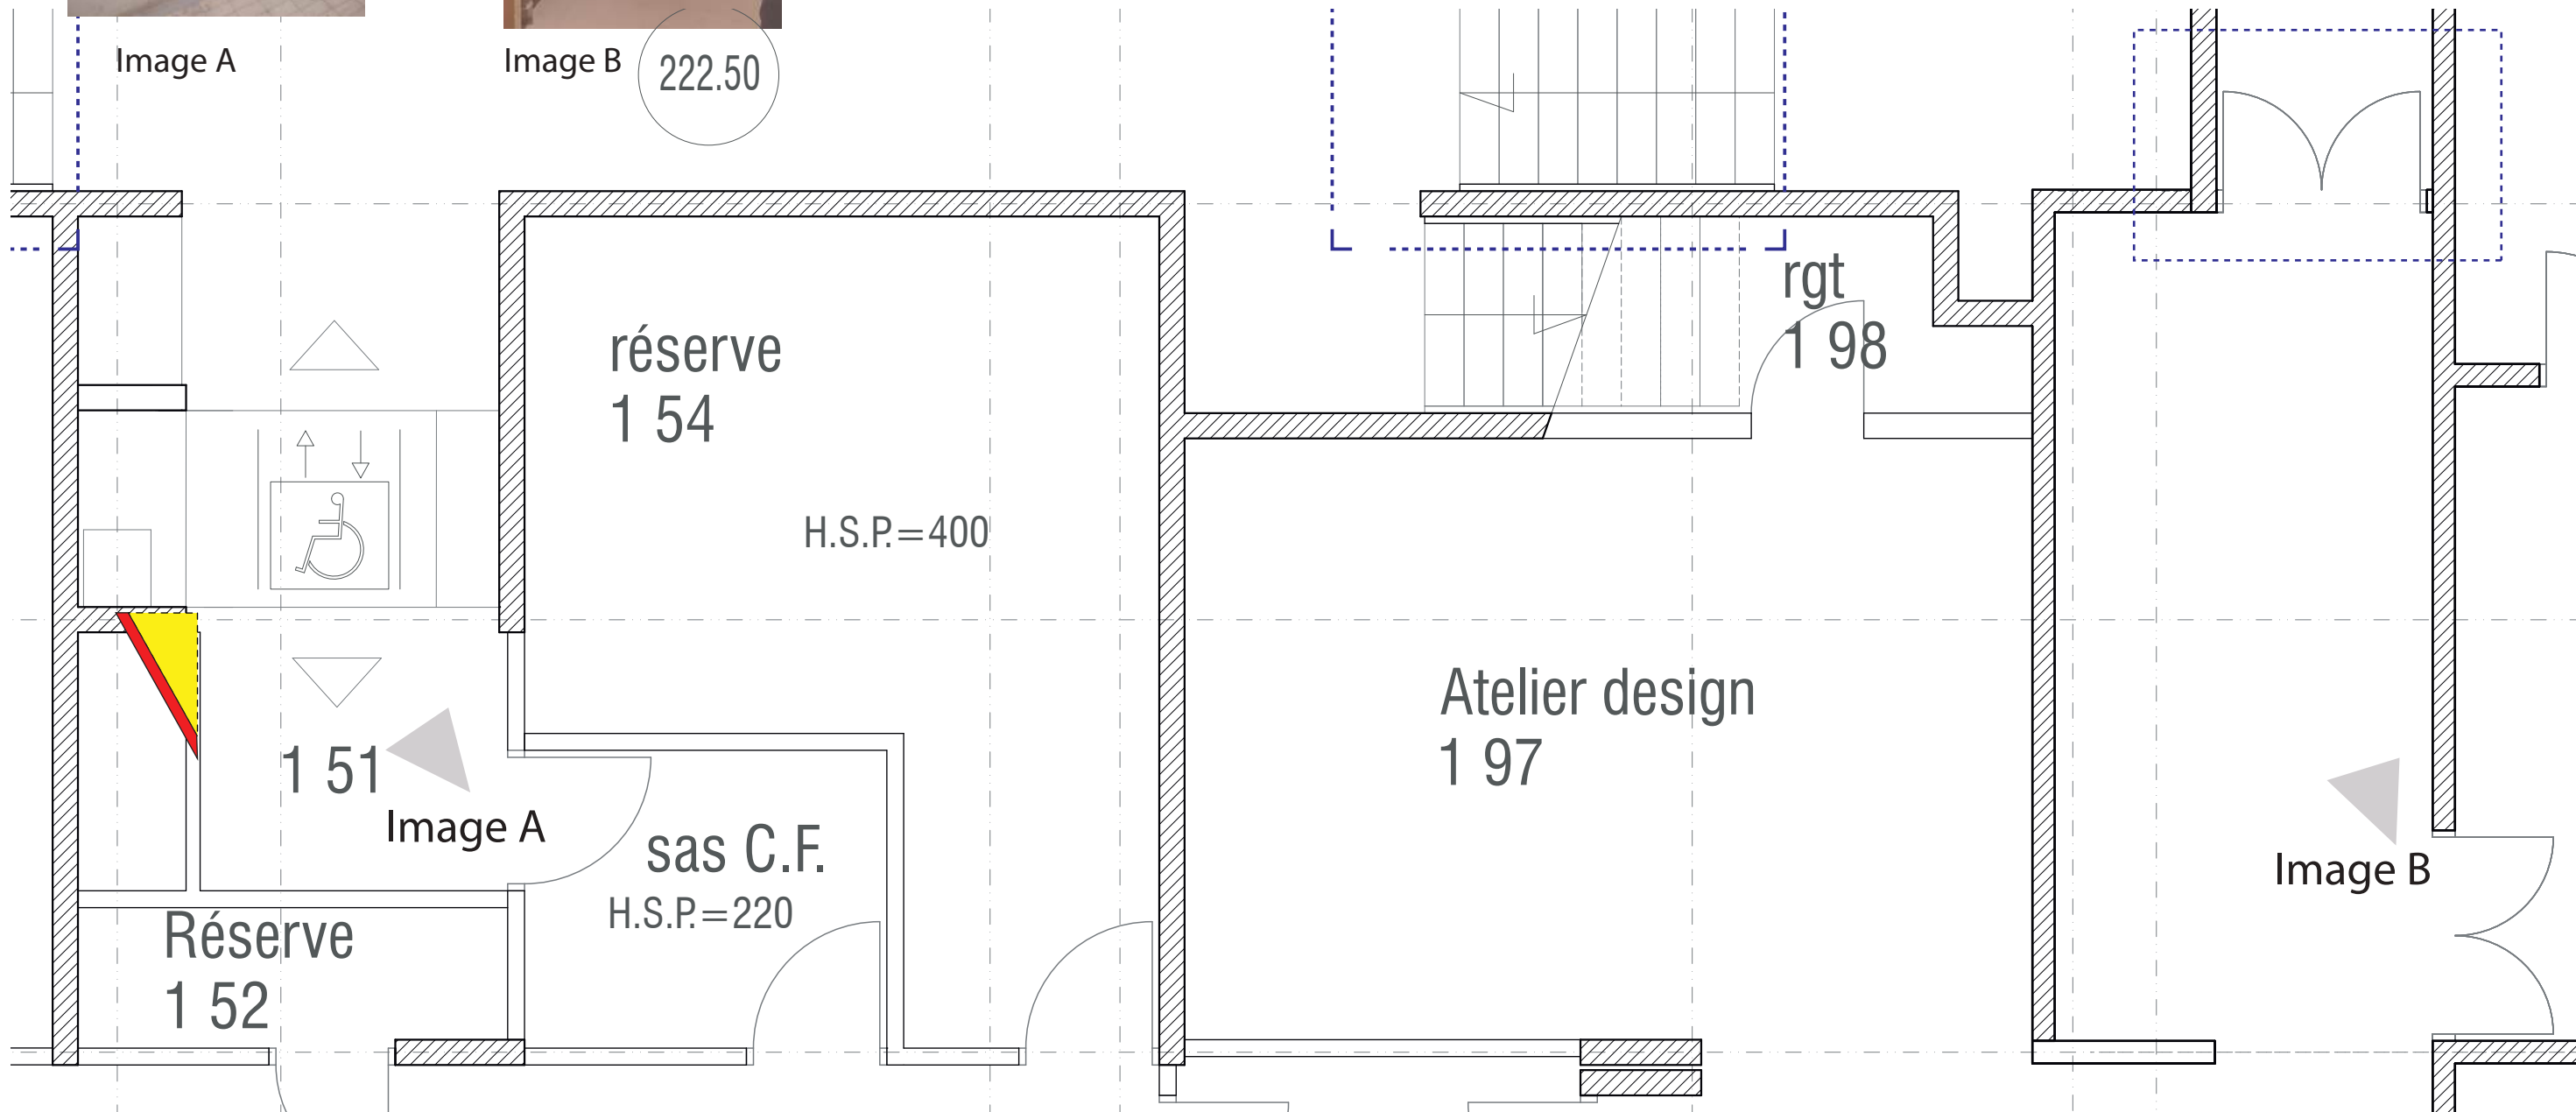 Image A
Image B
222.50
rgt
1 98
réserve
1 54
H.S.P.=400
Atelier design
1 97
1 51
Image A
sas C.F.
H.S.P.=220
Image B
Réserve
1 52